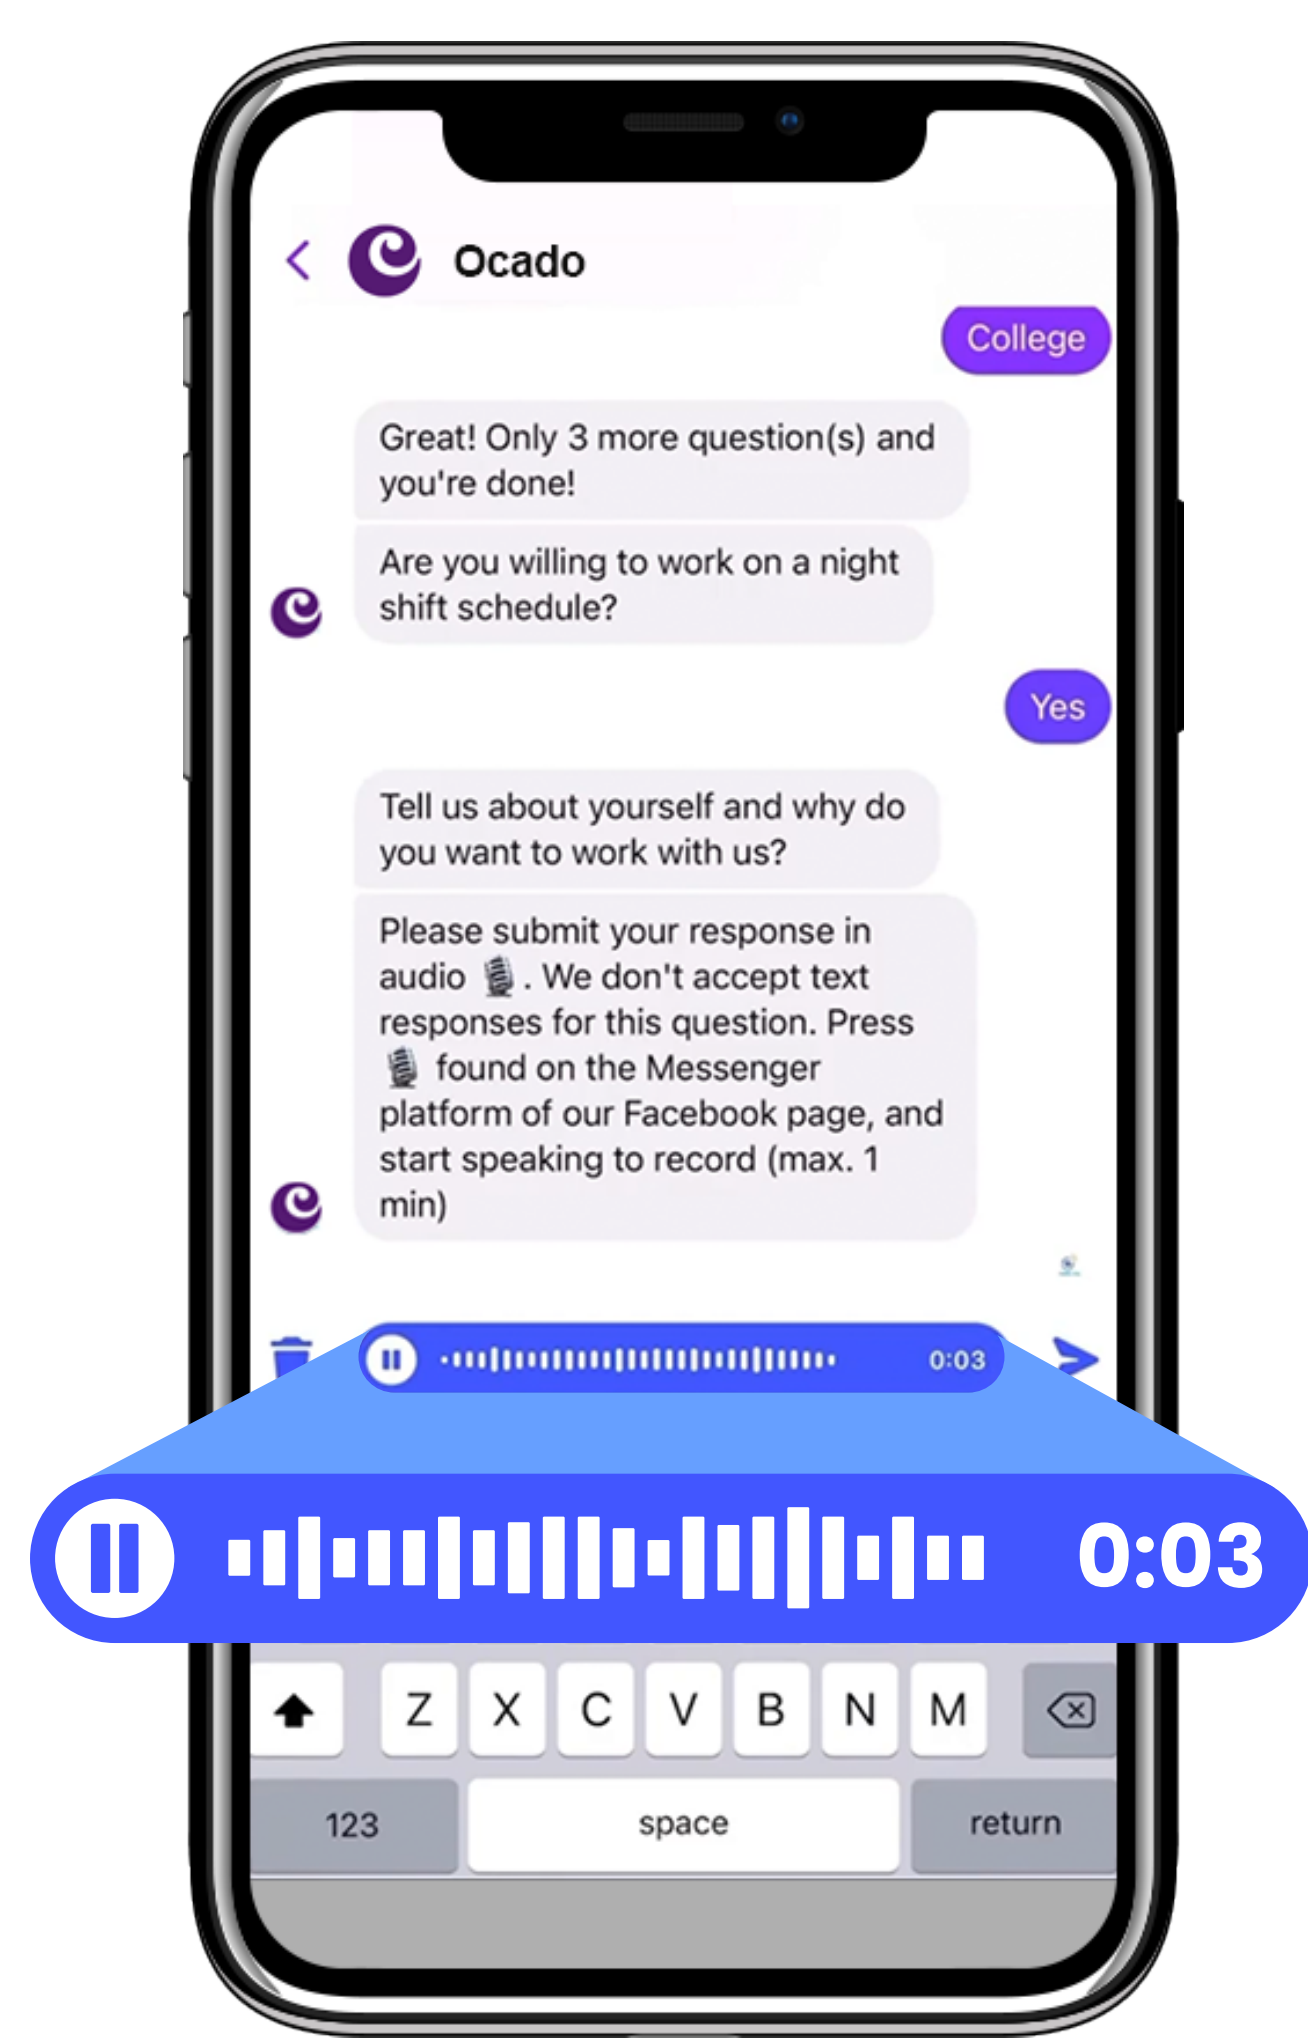 Ocado
College
Great! Only 3 more question(s) and
you're done!
Are you willing to work on a night
shift schedule?
Yes
Tell us about yourself and why do
you want to work with us?
Please submit your response in
audio 🎙. We don't accept text
responses for this question. Press
🎙 found on the Messenger
platform of our Facebook page, and
start speaking to record (max. 1
min)
0:03
0:03
Z X C V B N M
123 space return